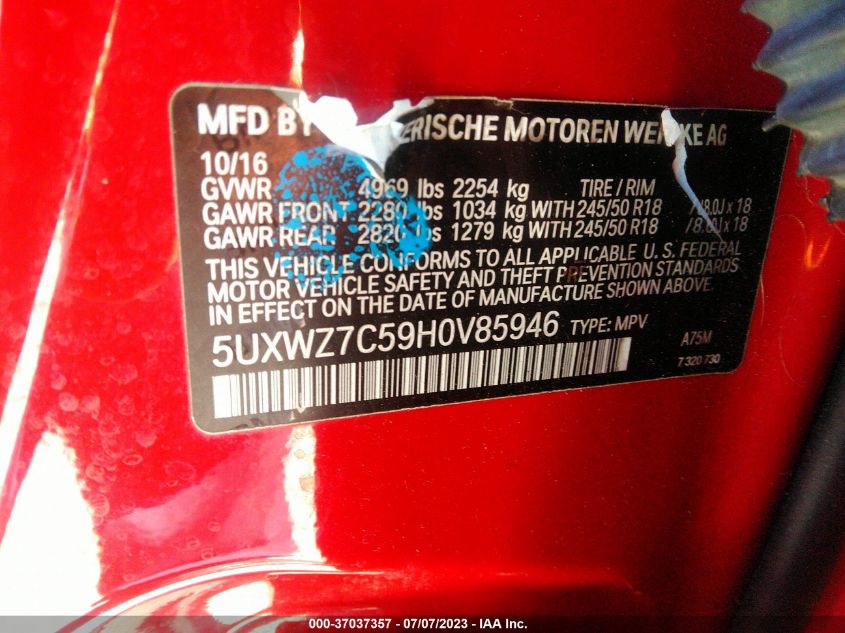 MFD BY ERISCHE MOTOREN WERKE AG
10/16
GVWR 4969 lbs 2254 kg TIRE / RIM
GAWR FRONT 2280 lbs 1034 kg WITH 245/50 R18 / 8.0J x 18
GAWR REAR 2820 lbs 1279 kg WITH 245/50 R18 / 8.0J x 18
THIS VEHICLE CONFORMS TO ALL APPLICABLE U. S. FEDERAL
MOTOR VEHICLE SAFETY AND THEFT PREVENTION STANDARDS
IN EFFECT ON THE DATE OF MANUFACTURE SHOWN ABOVE.
5UXWZ7C59H0V85946 TYPE: MPV A75M
7 320 730
000-37037357 - 07/07/2023 - IAA Inc.